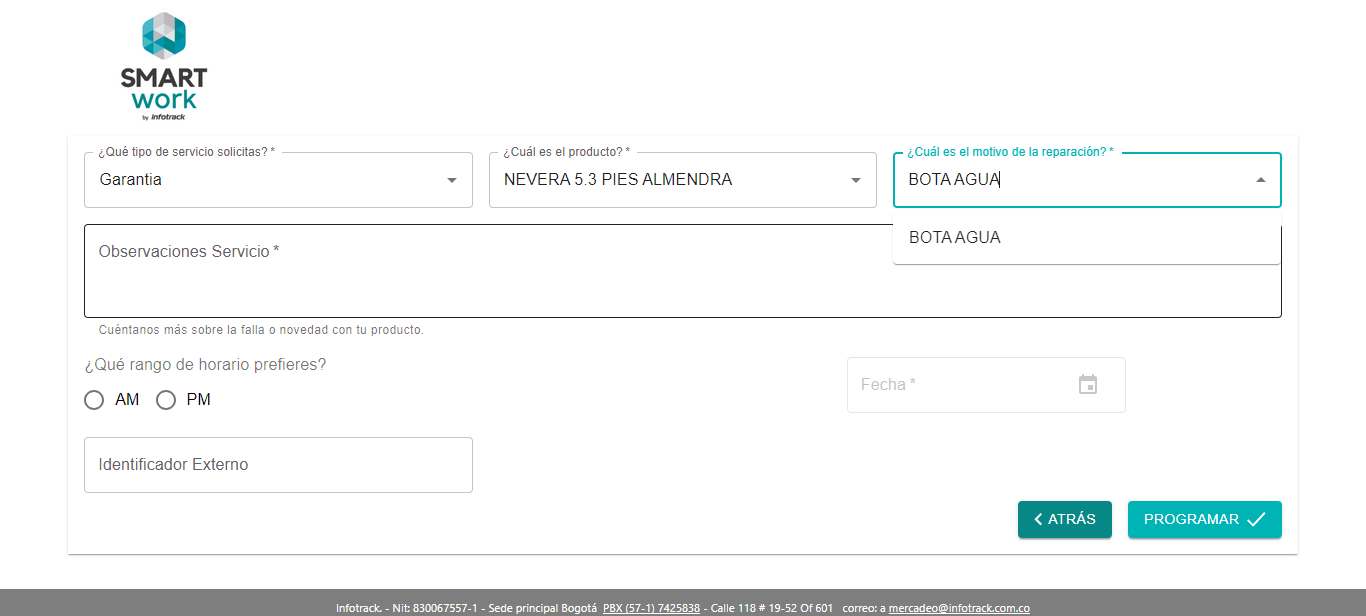 SMART
work
by infotrack
¿Qué tipo de servicio solicitas? *
Garantia
¿Cuál es el producto? *
NEVERA 5.3 PIES ALMENDRA
¿Cuál es el motivo de la reparación? *
BOTA AGUA
BOTA AGUA
Observaciones Servicio *
Cuéntanos más sobre la falla o novedad con tu producto.
¿Qué rango de horario prefieres?
AM PM
Fecha *
Identificador Externo
ATRÁS
PROGRAMAR
Infotrack. - Nit: 830067557-1 - Sede principal Bogotá PBX (57-1) 7425838 - Calle 118 # 19-52 Of 601 correo: a mercadeo@infotrack.com.co